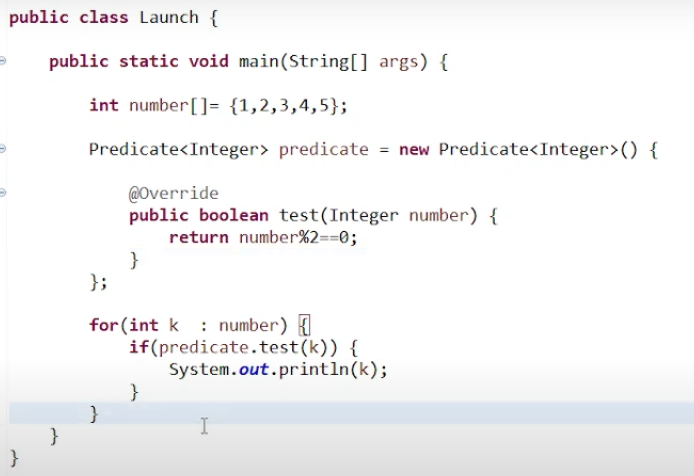 public class Launch {
public static void main(String[] args) {
int number[]= {1,2,3,4,5};
Predicate<Integer> predicate = new Predicate<Integer>() {
@Override
public boolean test(Integer number) {
return number%2==0;
}
};
for(int k  : number) {
if(predicate.test(k)) {
System.out.println(k);
}
}
}
}